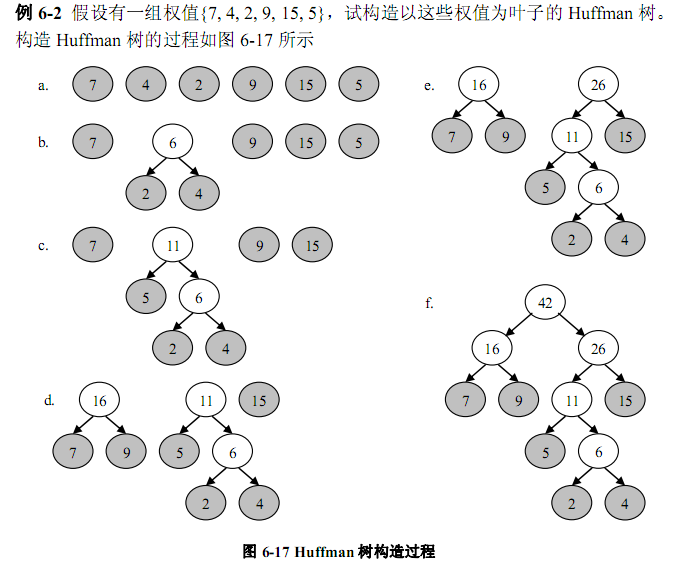 例 6-2 假设有一组权值{7, 4, 2, 9, 15, 5}，试构造以这些权值为叶子的 Huffman 树。
构造 Huffman 树的过程如图 6-17 所示
a. 7 4 2 9 15 5
b. 7 6 9 15 5
2 4
c. 7 11 9 15
5 6
2 4
d. 16 11 15
7 9 5 6
2 4
e. 16 26
7 9 11 15
5 6
2 4
f. 42
16 26
7 9 11 15
5 6
2 4
图 6-17 Huffman 树构造过程